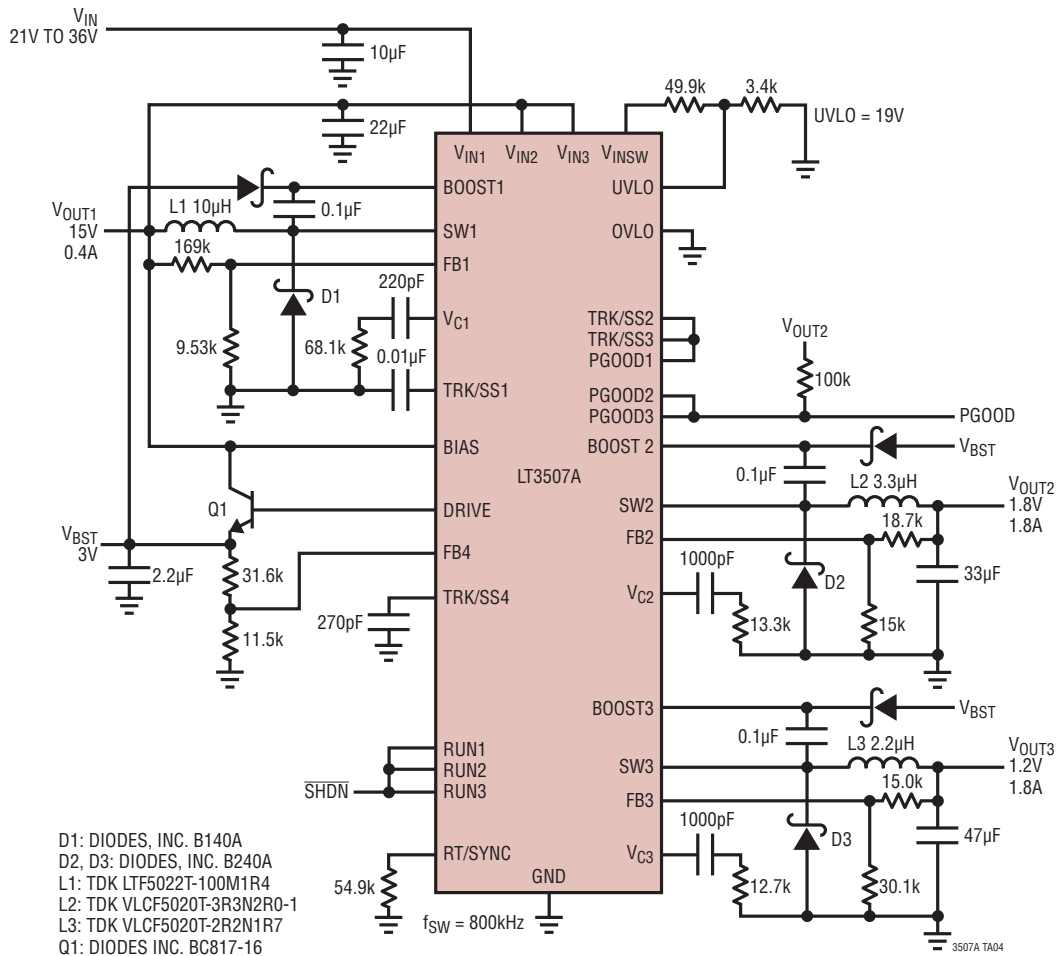 VIN
21V TO 36V
10µF
49.9k
3.4k
UVLO = 19V
22µF
VIN1
VIN2
VIN3
VINSW
BOOST1
UVLO
VOUT1
15V
0.4A
L1 10µH
0.1µF
SW1
OVLO
169k
FB1
220pF
D1
VC1
TRK/SS2
TRK/SS3
PGOOD1
VOUT2
9.53k
68.1k
0.01µF
100k
TRK/SS1
PGOOD2
PGOOD3
PGOOD
BIAS
BOOST 2
VBST
LT3507A
0.1µF
L2 3.3µH
VOUT2
1.8V
1.8A
Q1
DRIVE
SW2
18.7k
VBST
3V
FB4
FB2
1000pF
2.2µF
31.6k
D2
33µF
TRK/SS4
VC2
270pF
11.5k
13.3k
15k
BOOST3
VBST
0.1µF
L3 2.2µH
VOUT3
1.2V
1.8A
RUN1
RUN2
RUN3
SHDN
SW3
15.0k
FB3
1000pF
D3
47µF
RT/SYNC
VC3
54.9k
GND
12.7k
30.1k
fSW = 800kHz
D1: DIODES, INC. B140A
D2, D3: DIODES, INC. B240A
L1: TDK LTF5022T-100M1R4
L2: TDK VLCF5020T-3R3N2R0-1
L3: TDK VLCF5020T-2R2N1R7
Q1: DIODES INC. BC817-16
3507A TA04